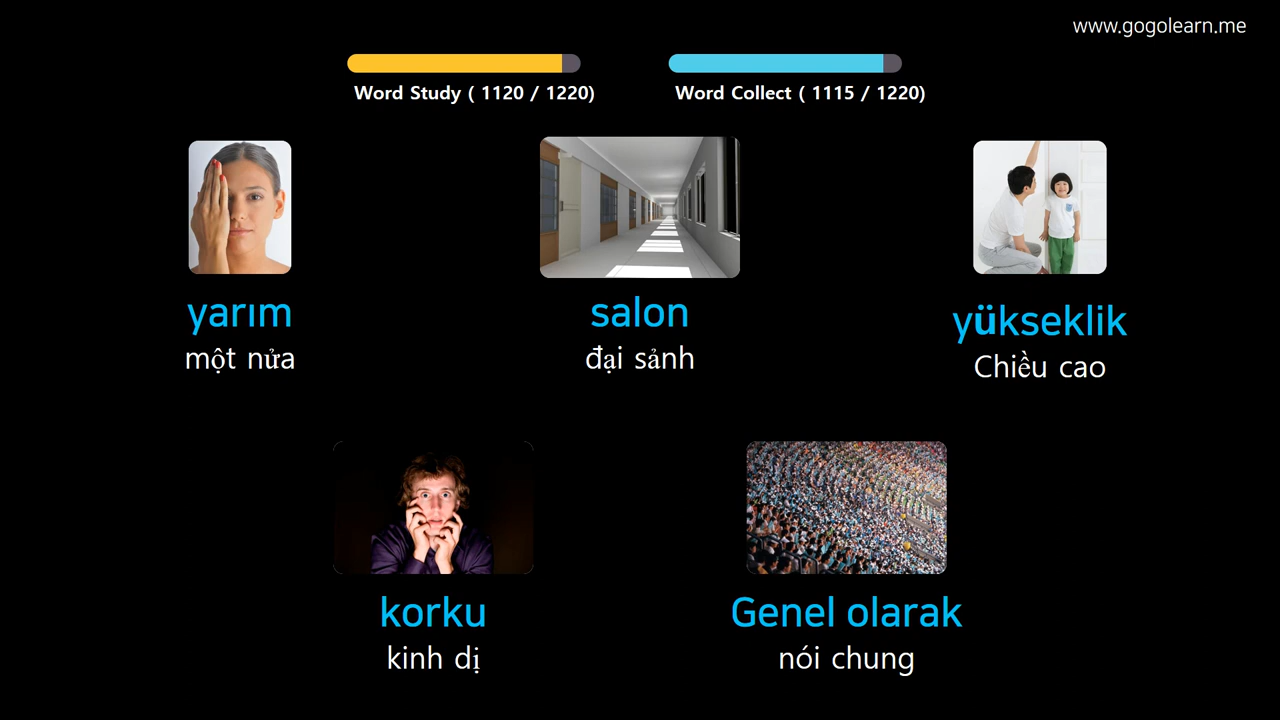 www.gogolearn.me
Word Study ( 1120 / 1220)
Word Collect ( 1115 / 1220)
yarım
một nửa
salon
đại sảnh
yükseklik
Chiều cao
korku
kinh dị
Genel olarak
nói chung